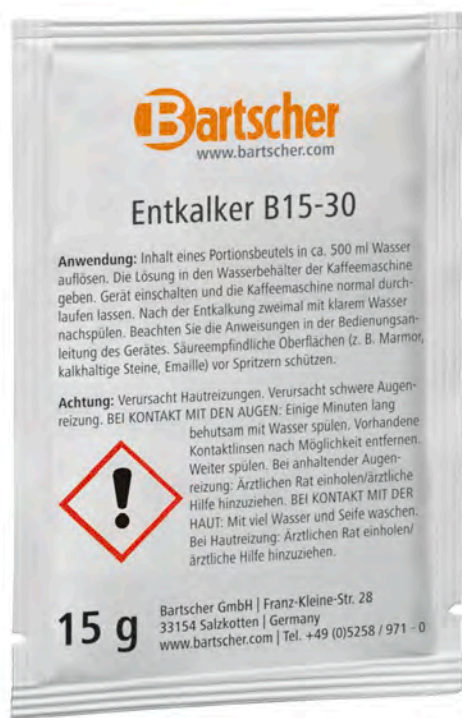 Bartscher
www.bartscher.com
Entkalker B15-30
Anwendung: Inhalt eines Portionsbeutels in ca. 500 ml Wasser
auflösen. Die Lösung in den Wasserbehälter der Kaffeemaschine
geben. Gerät einschalten und die Kaffeemaschine normal durch-
laufen lassen. Nach der Entkalkung zweimal mit klarem Wasser
nachspülen. Beachten Sie die Anweisungen in der Bedienungsan-
leitung des Gerätes. Säureempfindliche Oberflächen (z. B. Marmor,
kalkhaltige Steine, Emaille) vor Spritzern schützen.
Achtung: Verursacht Hautreizungen. Verursacht schwere Augen-
reizung. BEI KONTAKT MIT DEN AUGEN: Einige Minuten lang
behutsam mit Wasser spülen. Vorhandene
Kontaktlinsen nach Möglichkeit entfernen.
Weiter spülen. Bei anhaltender Augen-
reizung: Ärztlichen Rat einholen/ärztliche
Hilfe hinzuziehen. BEI KONTAKT MIT DER
HAUT: Mit viel Wasser und Seife waschen.
Bei Hautreizung: Ärztlichen Rat einholen/
ärztliche Hilfe hinzuziehen.
15 g
Bartscher GmbH | Franz-Kleine-Str. 28
33154 Salzkotten | Germany
www.bartscher.com | Tel. +49 (0)5258 / 971 - 0